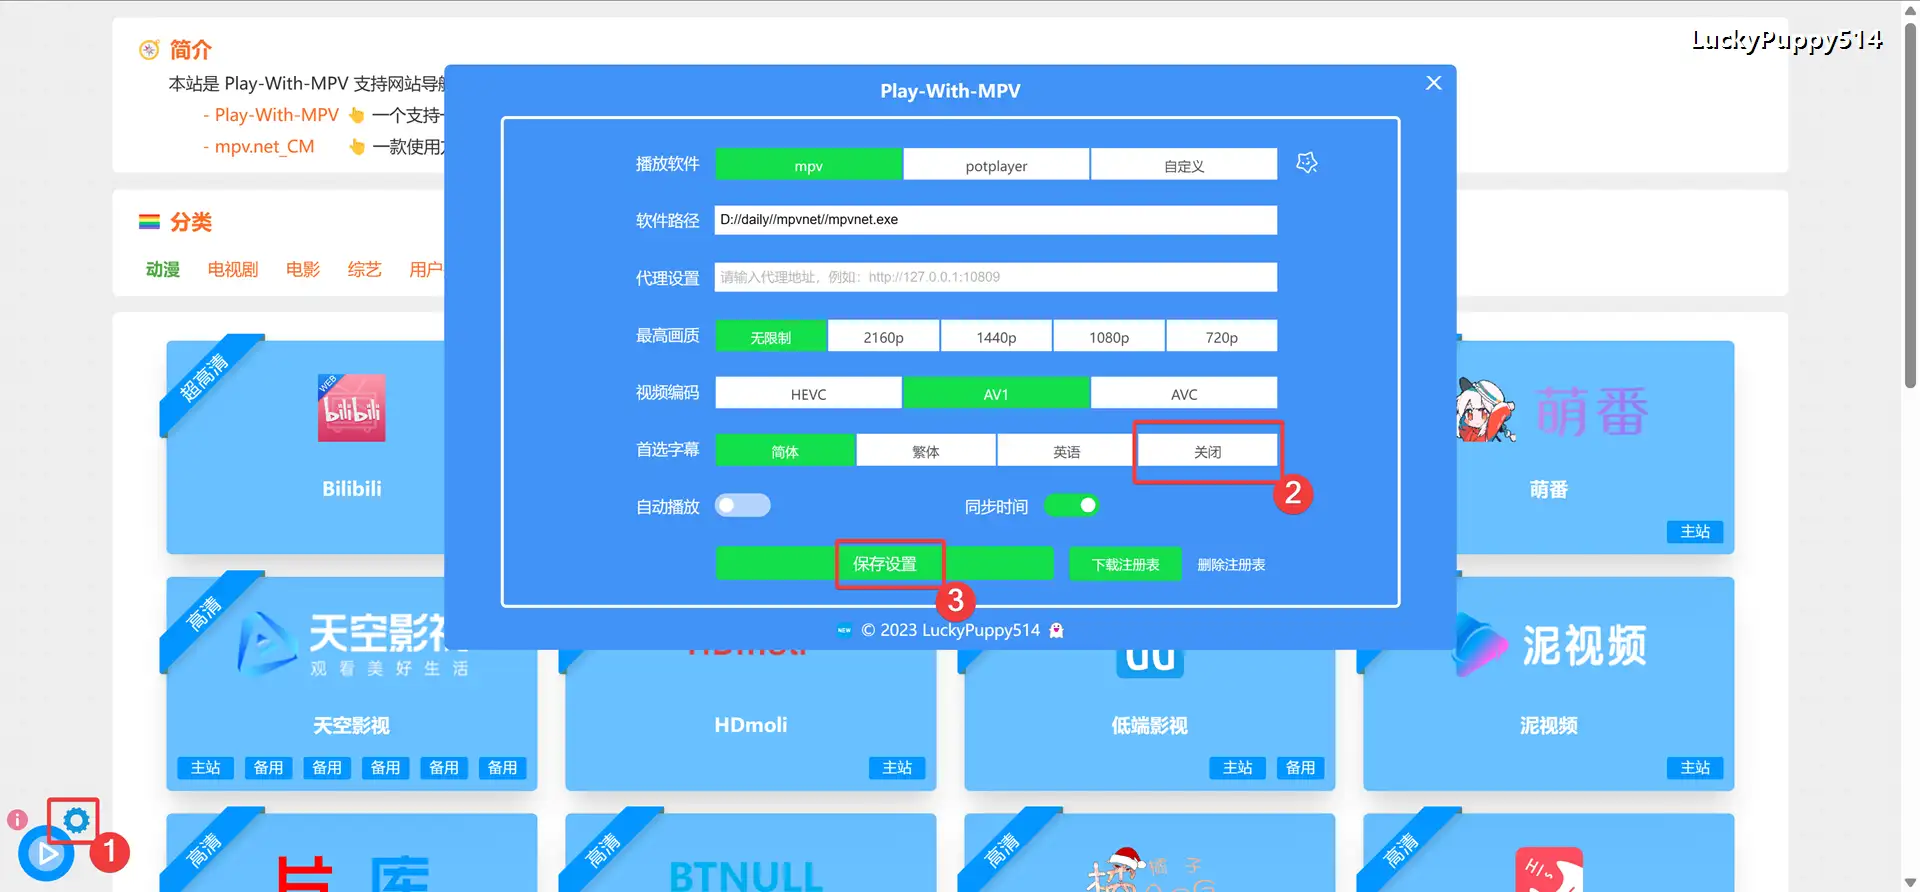 LuckyPuppy514
简介
本站是 Play-With-MPV 支持网站导航
- Play-With-MPV 👆 一个支持
- mpv.net_CM 👆 一款使用
分类
动漫 电视剧 电影 综艺 用户
Play-With-MPV
播放软件 mpv potplayer 自定义
软件路径 D://daily//mpvnet//mpvnet.exe
代理设置 请输入代理地址，例如：http://127.0.0.1:10809
最高画质 无限制 2160p 1440p 1080p 720p
视频编码 HEVC AV1 AVC
首选字幕 简体 繁体 英语 关闭
2
自动播放 同步时间
保存设置 下载注册表 删除注册表
3
NEW © 2023 LuckyPuppy514
超高清
WEB
bilibili
Bilibili
萌番
萌番
主站
高清
天空影视
观看美好生活
天空影视
主站 备用 备用 备用 备用 备用
HDmoli
HDmoli
主站
低端影视
主站 备用
泥视频
泥视频
主站
1
高清
片库
高清
BTNULL
高清
橘子
高清